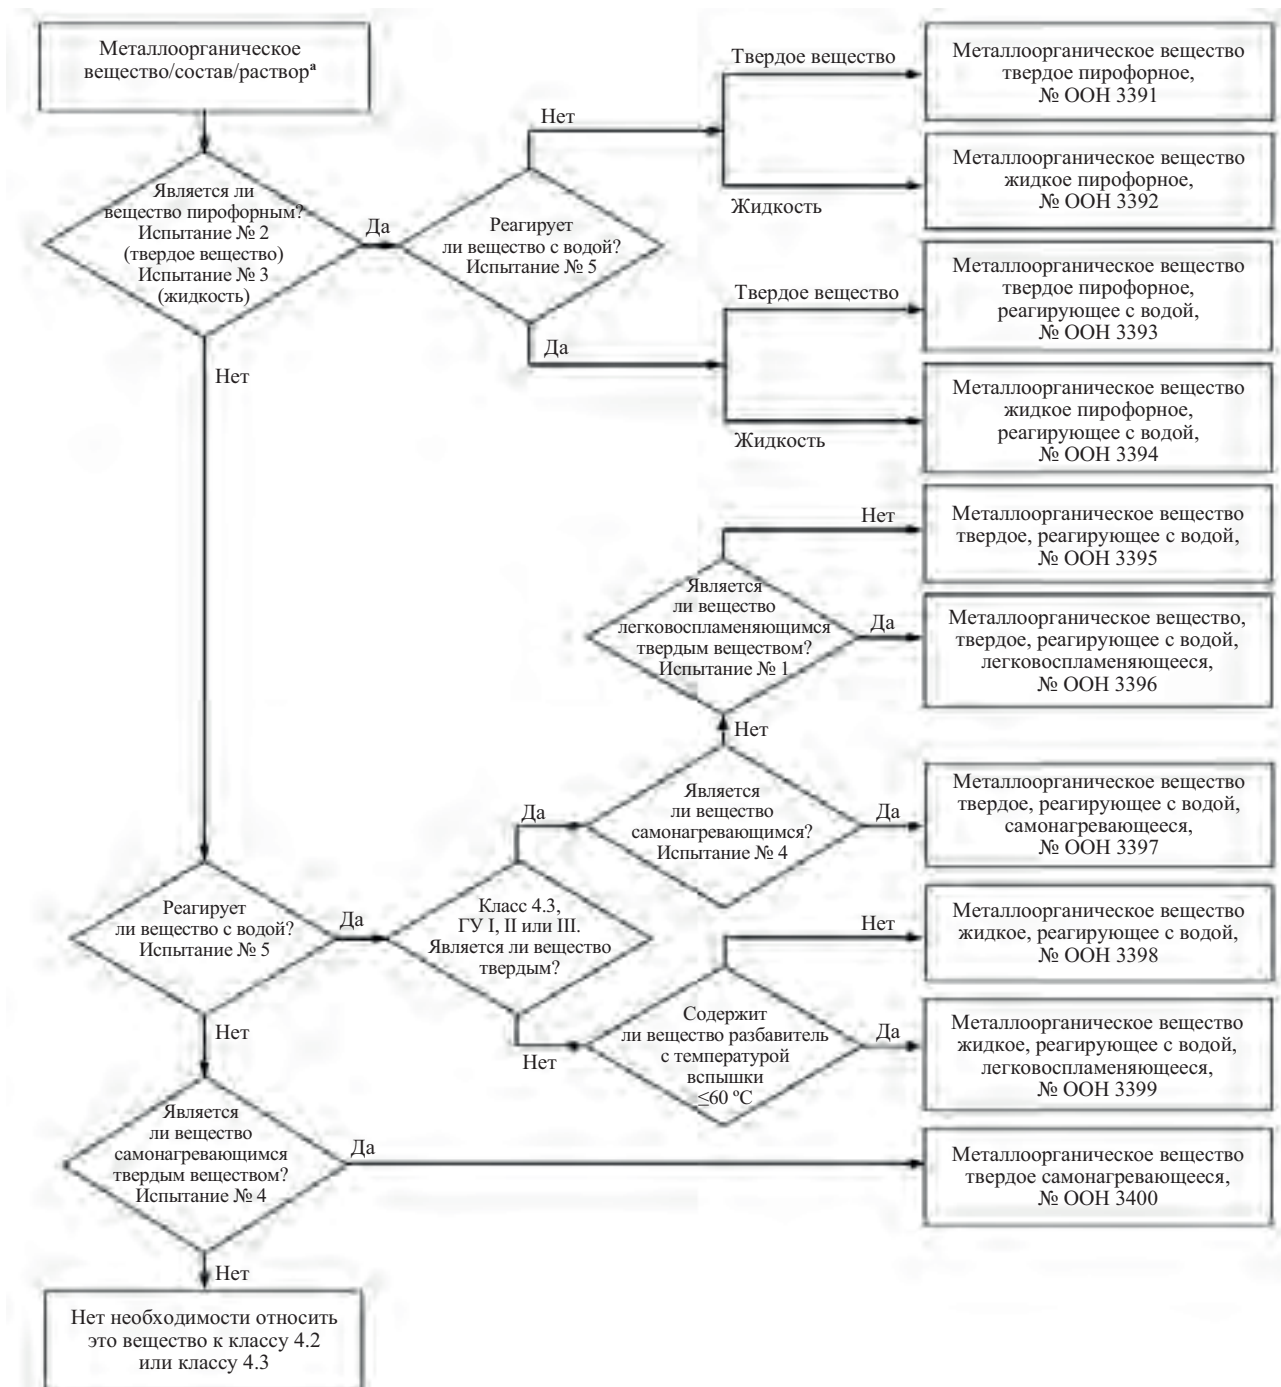 Металлоорганическое
вещество/состав/растворᵃ
Является ли
вещество пирофорным?
Испытание № 2
(твердое вещество)
Испытание № 3
(жидкость)
Да
Нет
Реагирует
ли вещество с водой?
Испытание № 5
Нет
Да
Твердое вещество
Жидкость
Металлоорганическое вещество
твердое пирофорное,
№ ООН 3391
Металлоорганическое вещество
жидкое пирофорное,
№ ООН 3392
Твердое вещество
Жидкость
Металлоорганическое вещество
твердое пирофорное,
реагирующее с водой,
№ ООН 3393
Металлоорганическое вещество
жидкое пирофорное,
реагирующее с водой,
№ ООН 3394
Нет
Металлоорганическое вещество
твердое, реагирующее с водой,
№ ООН 3395
Является
ли вещество
легковоспламеняющимся
твердым веществом?
Испытание № 1
Да
Металлоорганическое вещество,
твердое, реагирующее с водой,
легковоспламеняющееся,
№ ООН 3396
Нет
Является
ли вещество
самонагревающимся?
Испытание № 4
Да
Да
Металлоорганическое вещество
твердое, реагирующее с водой,
самонагревающееся,
№ ООН 3397
Реагирует
ли вещество с водой?
Испытание № 5
Да
Класс 4.3,
ГУ I, II или III.
Является ли вещество
твердым?
Нет
Металлоорганическое вещество
жидкое, реагирующее с водой,
№ ООН 3398
Нет
Нет
Содержит
ли вещество разбавитель
с температурой
вспышки
≤60 ºC
Да
Металлоорганическое вещество
жидкое, реагирующее с водой,
легковоспламеняющееся,
№ ООН 3399
Является
ли вещество
самонагревающимся
твердым веществом?
Испытание № 4
Да
Металлоорганическое вещество
твердое самонагревающееся,
№ ООН 3400
Нет
Нет необходимости относить
это вещество к классу 4.2
или классу 4.3